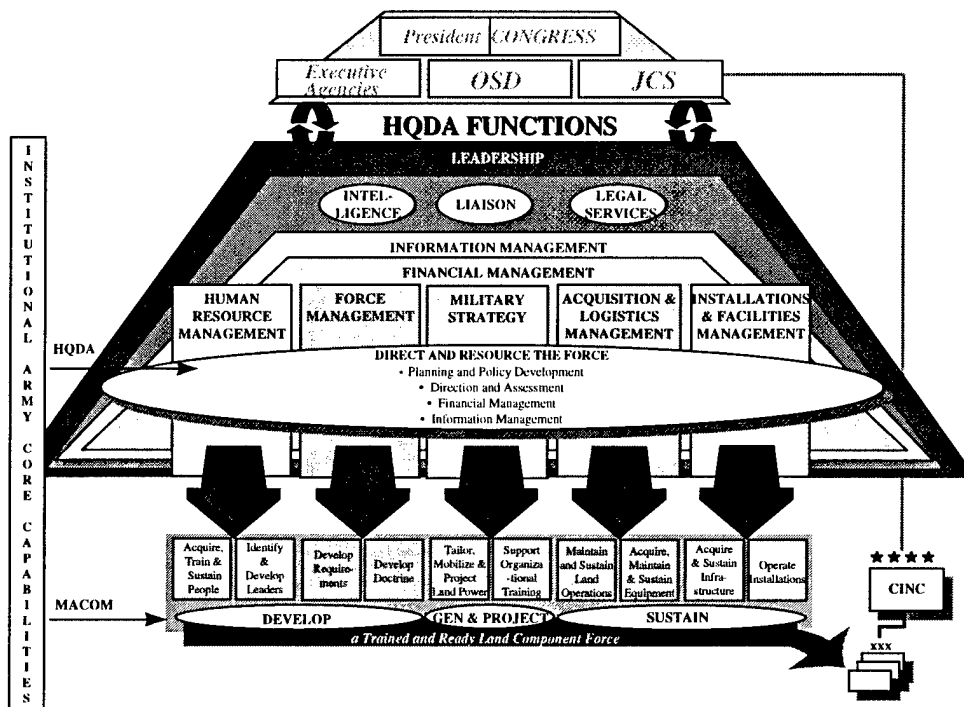 President CONGRESS
Executive
Agencies
OSD
JCS
HQDA FUNCTIONS
LEADERSHIP
INTEL-
LIGENCE
LIAISON
LEGAL
SERVICES
INFORMATION MANAGEMENT
FINANCIAL MANAGEMENT
HUMAN
RESOURCE
MANAGEMENT
FORCE
MANAGEMENT
MILITARY
STRATEGY
ACQUISITION &
LOGISTICS
MANAGEMENT
INSTALLATIONS
& FACILITIES
MANAGEMENT
INSTITUTIONAL ARMY CORE CAPABILITIES
HQDA
DIRECT AND RESOURCE THE FORCE
• Planning and Policy Development
• Direction and Assessment
• Financial Management
• Information Management
Acquire,
Train &
Sustain
People
Identify
&
Develop
Leaders
Develop
Require-
ments
Develop
Doctrine
Tailor,
Mobilize &
Project
Land Power
Support
Organiza
-tional
Training
Maintain
and Sustain
Land
Operations
Acquire,
Maintain
& Sustain
Equipment
Acquire
& Sustain
Infra-
structure
Operate
Installations
MACOM
DEVELOP
GEN & PROJECT
SUSTAIN
a Trained and Ready Land Component Force
★★★★
CINC
xxx